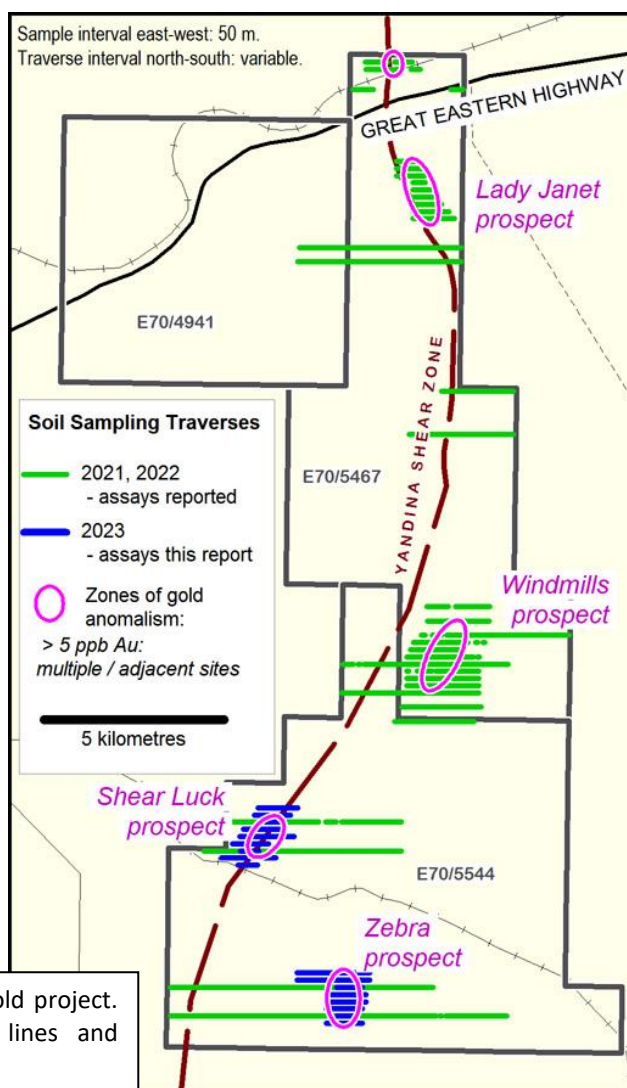 Sample interval east-west: 50 m.
Traverse interval north-south: variable.
GREAT EASTERN HIGHWAY
Lady Janet
prospect
E70/4941
YANDINA SHEAR ZONE
Soil Sampling Traverses
2021, 2022
- assays reported
2023
- assays this report
Zones of gold
anomalism:
> 5 ppb Au:
multiple / adjacent sites
5 kilometres
E70/5467
Windmills
prospect
Shear Luck
prospect
E70/5544
Zebra
prospect
old project.
lines and